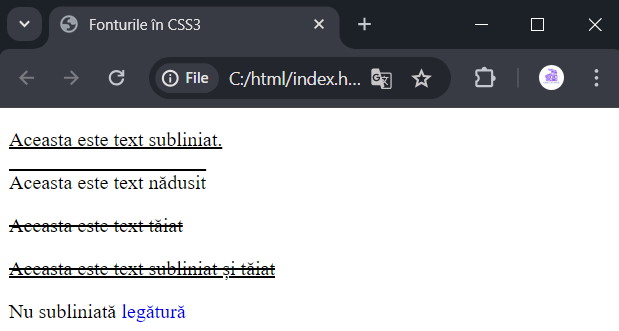 Fonturile în CSS3
File
C:/html/index.h...
Aceasta este text subliniat.
Aceasta este text nădusit
Aceasta este text tăiat
Aceasta este text subliniat și tăiat
Nu subliniată legătură